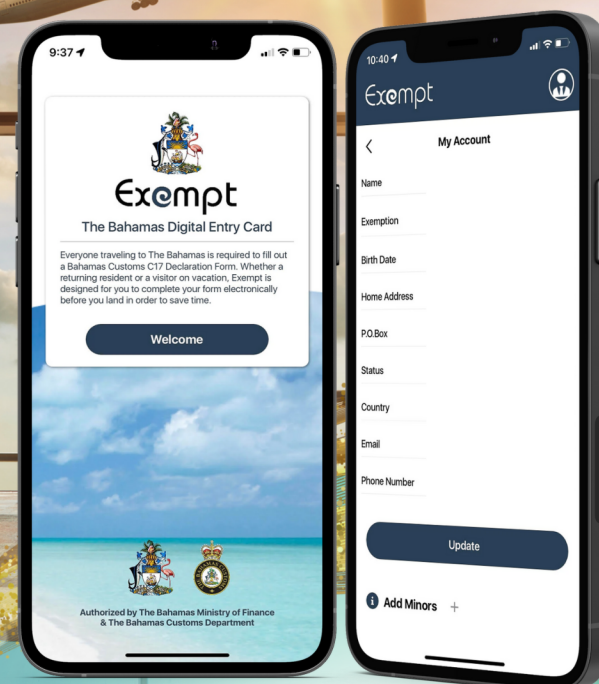 9:37
Exempt
The Bahamas Digital Entry Card
Everyone traveling to The Bahamas is required to fill out
a Bahamas Customs C17 Declaration Form. Whether a
returning resident or a visitor on vacation, Exempt is
designed for you to complete your form electronically
before you land in order to save time.
Welcome
Authorized by The Bahamas Ministry of Finance
& The Bahamas Customs Department
10:40
Exempt
My Account
Name
Exemption
Birth Date
Home Address
P.O.Box
Status
Country
Email
Phone Number
Update
Add Minors +